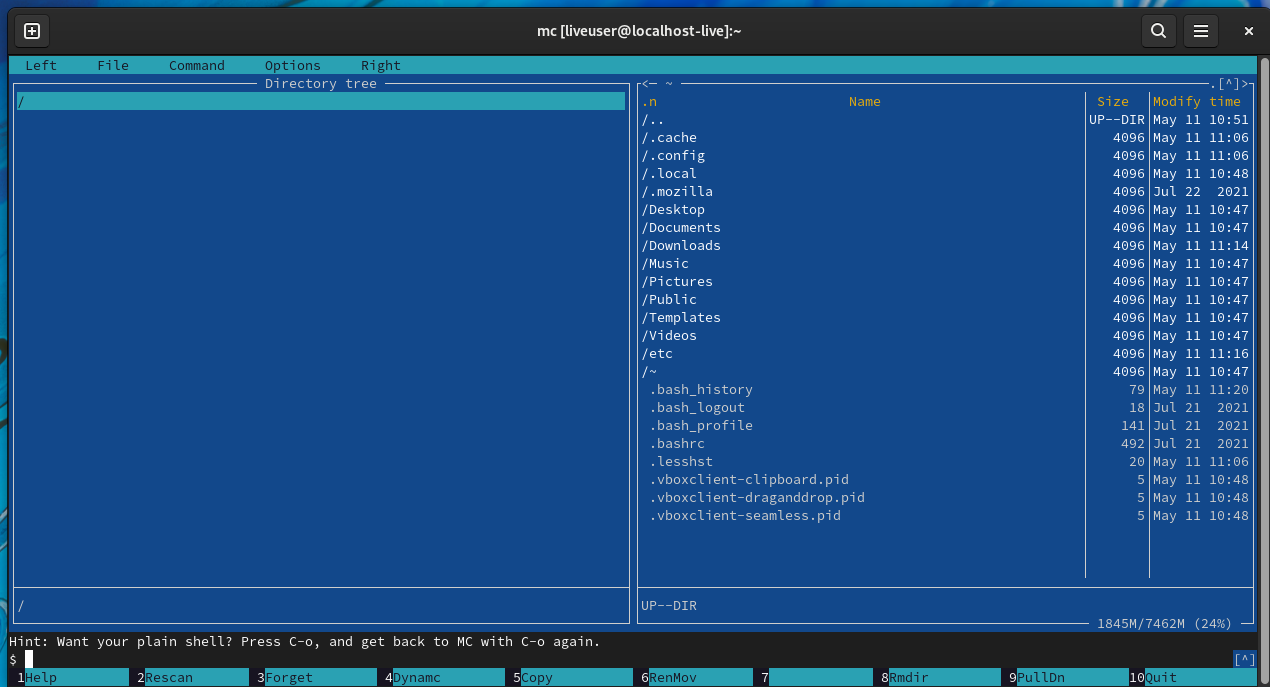 mc [liveuser@localhost-live]:~
Left File Command Options Right
Directory tree
<─ ~ .[^]>
/
.n Name Size Modify time
/.. UP--DIR May 11 10:51
/.cache 4096 May 11 11:06
/.config 4096 May 11 11:06
/.local 4096 May 11 10:48
/.mozilla 4096 Jul 22 2021
/Desktop 4096 May 11 10:47
/Documents 4096 May 11 10:47
/Downloads 4096 May 11 11:14
/Music 4096 May 11 10:47
/Pictures 4096 May 11 10:47
/Public 4096 May 11 10:47
/Templates 4096 May 11 10:47
/Videos 4096 May 11 10:47
/etc 4096 May 11 11:16
/~ 4096 May 11 10:47
.bash_history 79 May 11 11:20
.bash_logout 18 Jul 21 2021
.bash_profile 141 Jul 21 2021
.bashrc 492 Jul 21 2021
.lesshst 20 May 11 11:06
.vboxclient-clipboard.pid 5 May 11 10:48
.vboxclient-draganddrop.pid 5 May 11 10:48
.vboxclient-seamless.pid 5 May 11 10:48
/
UP--DIR
1845M/7462M (24%)
Hint: Want your plain shell? Press C-o, and get back to MC with C-o again.
$ [^]
1Help 2Rescan 3Forget 4Dynamc 5Copy 6RenMov 7 8Rmdir 9PullDn 10Quit